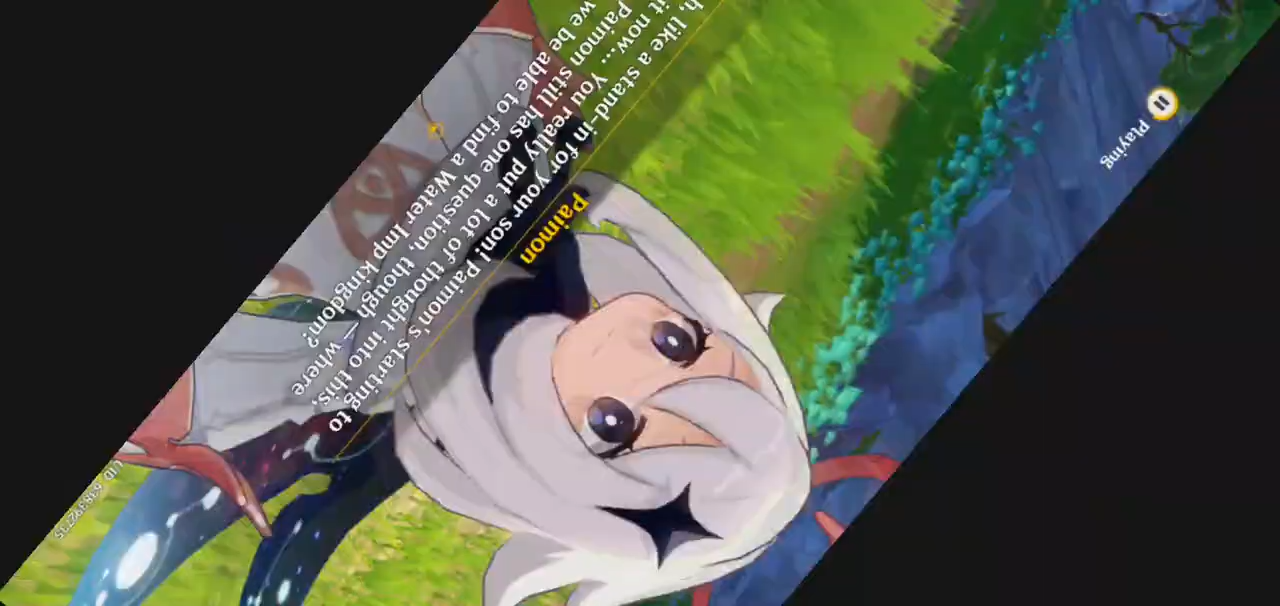 Playing
Paimon
like a stand-in for your son! Paimon's starting to
it now... You really put a lot of thought into this,
Paimon still has one question, though — where
we be able to find a Water Imp kingdom?
UID 638392735